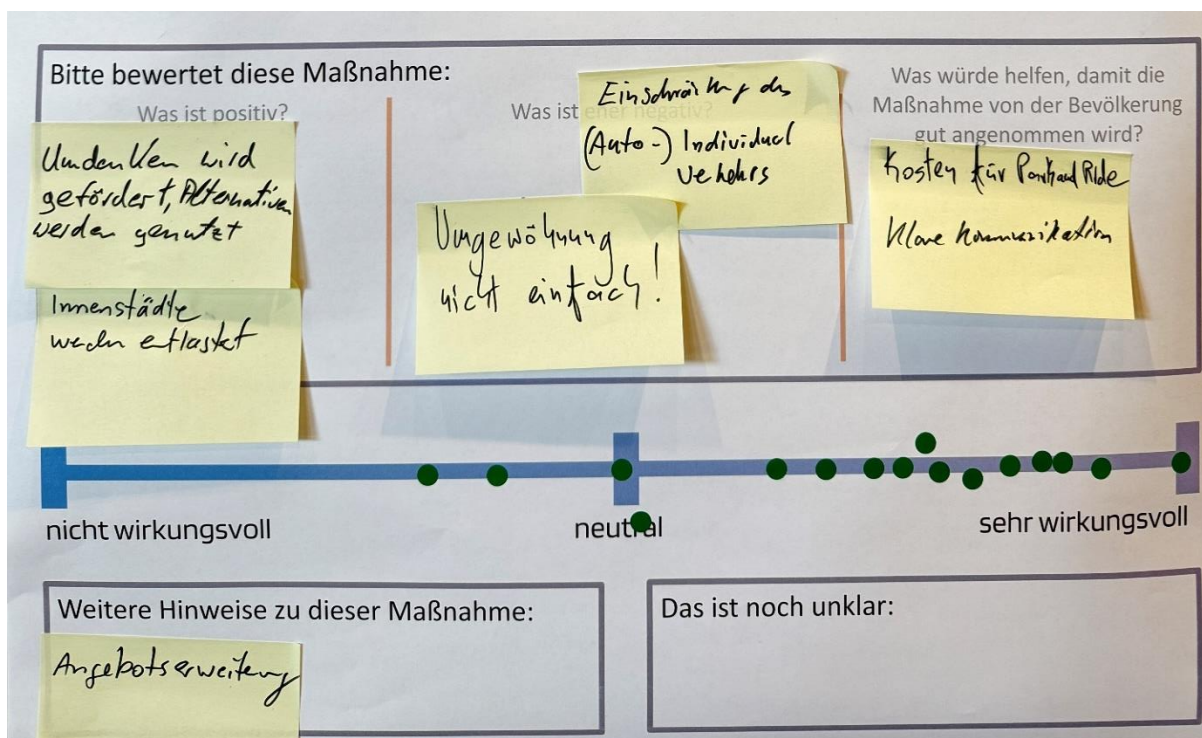 Bitte bewertet diese Maßnahme:
Was ist positiv?
Umdenken wird
gefördert, Alternativen
werden genutzt
Innenstädte
werden entlastet
Was ist eher negativ?
Einschränkung des
(Auto-) Individual
verkehrs
Umgewöhnung
nicht einfach!
Was würde helfen, damit die
Maßnahme von der Bevölkerung
gut angenommen wird?
Kosten für Park and Ride
Klare Kommunikation
nicht wirkungsvoll
neutral
sehr wirkungsvoll
Weitere Hinweise zu dieser Maßnahme:
Angebotserweiterung
Das ist noch unklar: